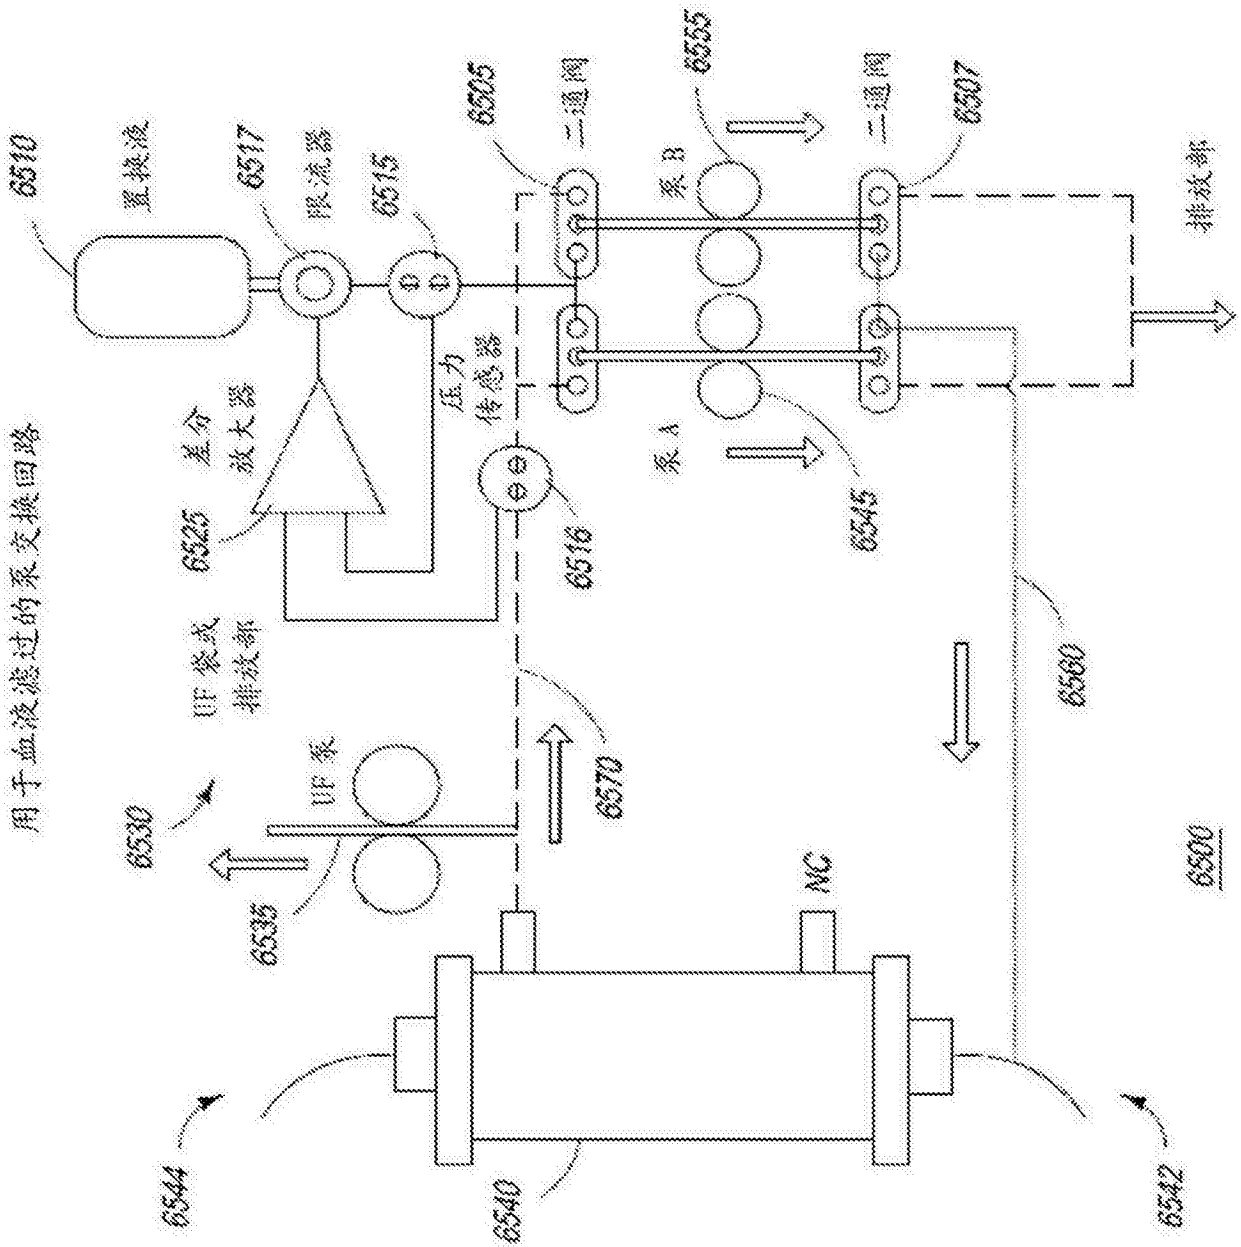 用于血液滤过的泵交换回路
6510
置换液
6517
限流器
6515
差分
放大器
6525
压力
传感器
6516
UF 袋或
排放部
6530
UF 泵
6535
6570
6505
二通阀
泵 B
6555
泵 A
6545
二通阀
6507
排放部
6560
6544
6540
NC
6542
6500